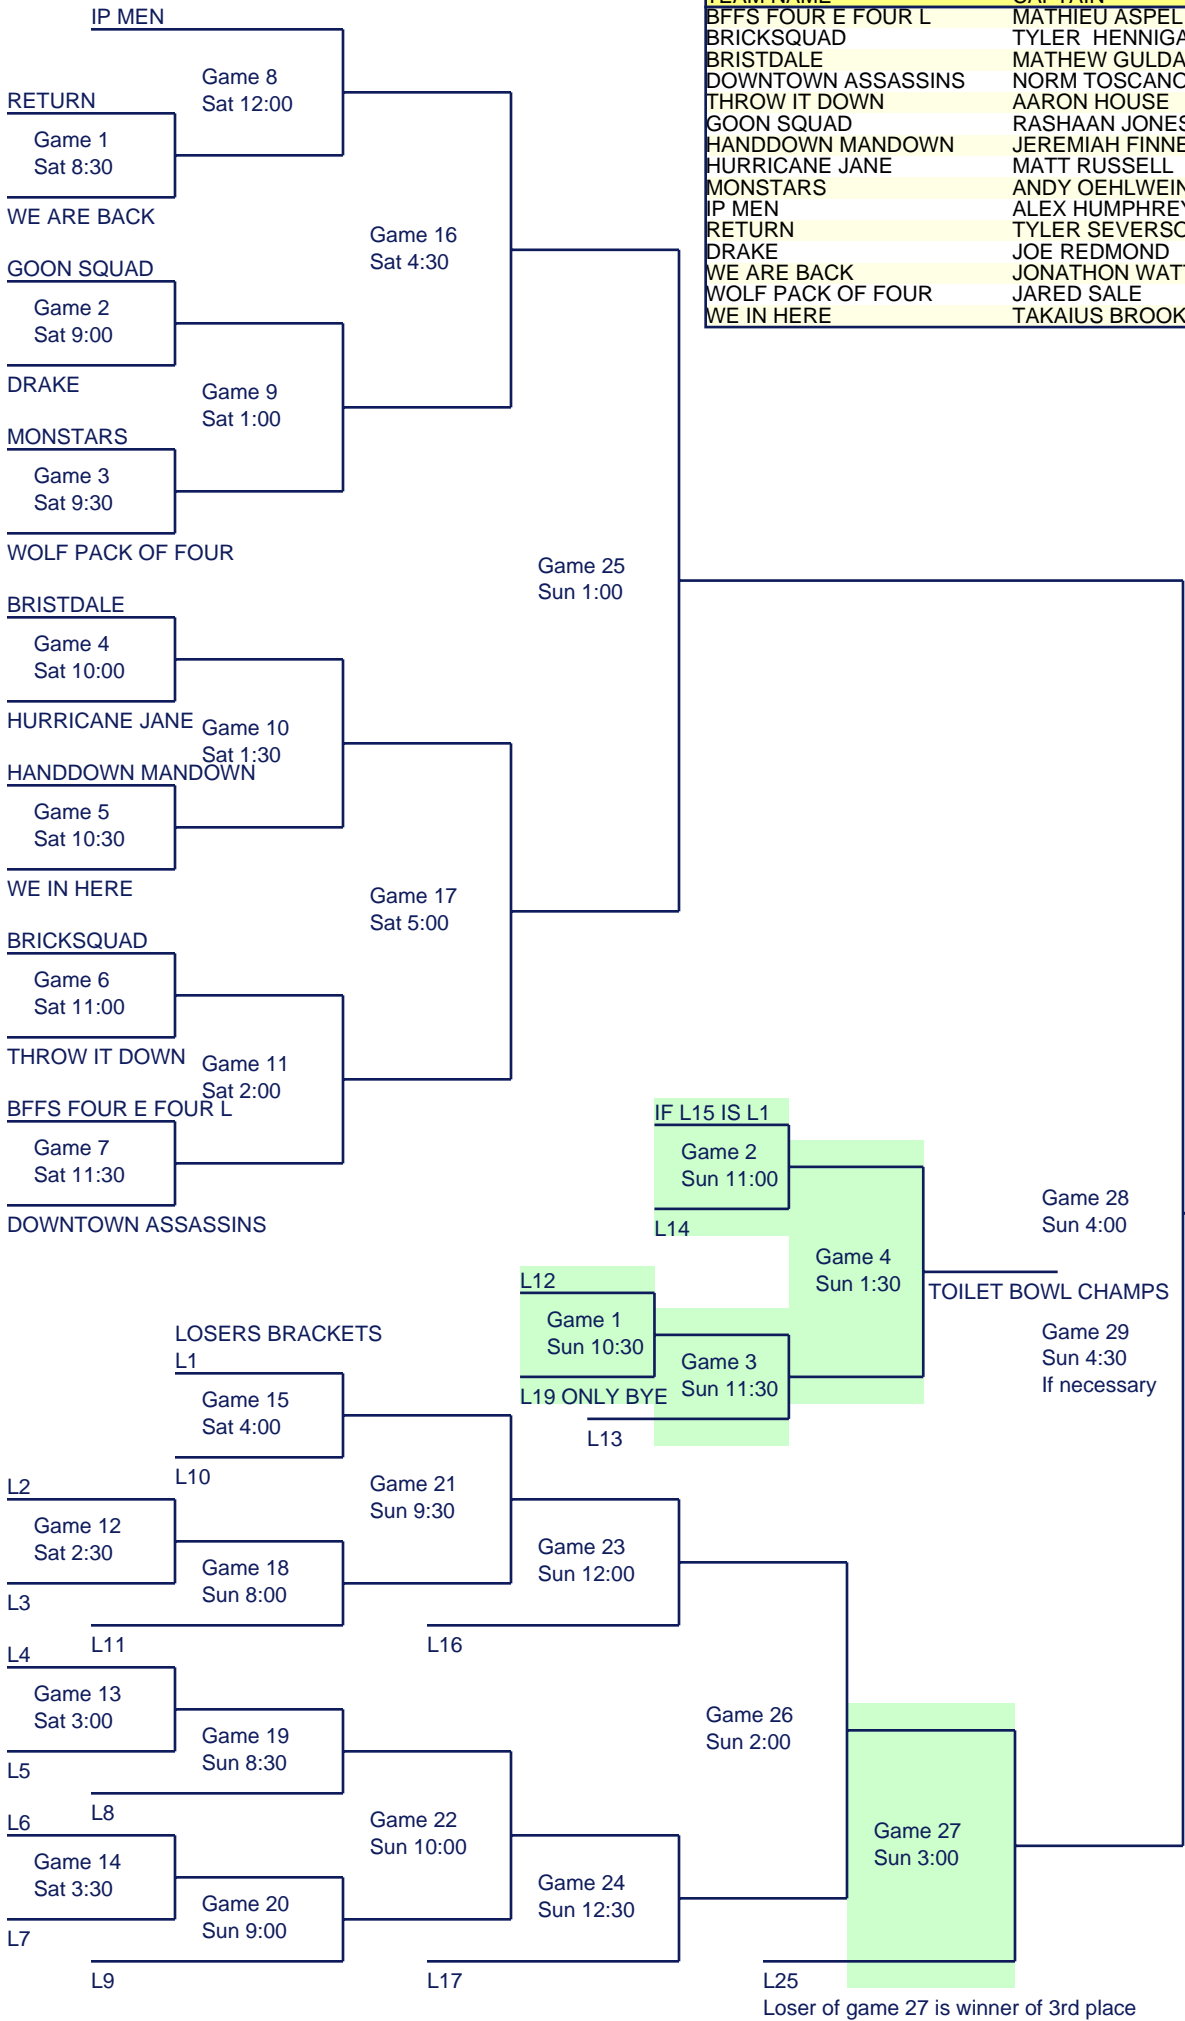 IP MEN
Game 8
Sat 12:00
RETURN
Game 1
Sat 8:30
WE ARE BACK
Game 16
Sat 4:30
GOON SQUAD
Game 2
Sat 9:00
DRAKE
Game 9
Sat 1:00
MONSTARS
Game 3
Sat 9:30
WOLF PACK OF FOUR
Game 25
Sun 1:00
BRISTDALE
Game 4
Sat 10:00
HURRICANE JANE
Game 10
Sat 1:30
HANDDOWN MANDOWN
Game 5
Sat 10:30
WE IN HERE
Game 17
Sat 5:00
BRICKSQUAD
Game 6
Sat 11:00
THROW IT DOWN
Game 11
Sat 2:00
BFFS FOUR E FOUR L
Game 7
Sat 11:30
DOWNTOWN ASSASSINS
TEAM NAME CAPTAIN
BFFS FOUR E FOUR L MATHIEU ASPEL
BRICKSQUAD TYLER HENNIGA
BRISTDALE MATHEW GULDA
DOWNTOWN ASSASSINS NORM TOSCANO
THROW IT DOWN AARON HOUSE
GOON SQUAD RASHAAN JONES
HANDDOWN MANDOWN JEREMIAH FINNE
HURRICANE JANE MATT RUSSELL
MONSTARS ANDY OEHLWEIN
IP MEN ALEX HUMPHREY
RETURN TYLER SEVERSO
DRAKE JOE REDMOND
WE ARE BACK JONATHON WATT
WOLF PACK OF FOUR JARED SALE
WE IN HERE TAKAIUS BROOK
IF L15 IS L1
Game 2
Sun 11:00
L14
Game 4
Sun 1:30
L12
Game 1
Sun 10:30
L19 ONLY BYE
Game 3
Sun 11:30
L13
TOILET BOWL CHAMPS
Game 28
Sun 4:00
Game 29
Sun 4:30
If necessary
LOSERS BRACKETS
L1
Game 15
Sat 4:00
L10
Game 21
Sun 9:30
L2
Game 12
Sat 2:30
L3
Game 18
Sun 8:00
L11
Game 23
Sun 12:00
L16
L4
Game 13
Sat 3:00
L5
Game 19
Sun 8:30
L8
Game 26
Sun 2:00
L6
Game 14
Sat 3:30
L7
Game 22
Sun 10:00
Game 20
Sun 9:00
L9
Game 24
Sun 12:30
L17
Game 27
Sun 3:00
L25
Loser of game 27 is winner of 3rd place